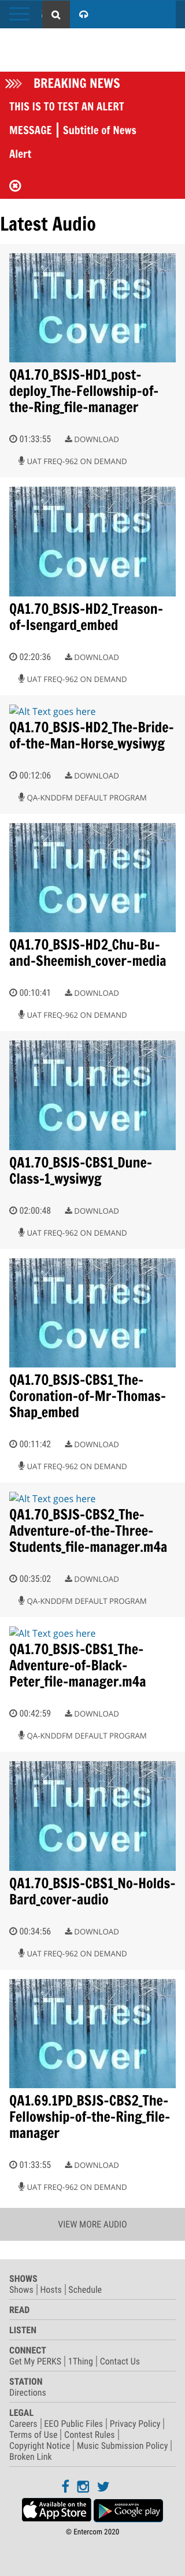 BREAKING NEWS
THIS IS TO TEST AN ALERT
MESSAGE | Subtitle of News
Alert
Latest Audio
iTunes
Cover
QA1.70_BSJS-HD1_post-
deploy_The-Fellowship-of-
the-Ring_file-manager
01:33:55 DOWNLOAD
UAT FREQ-962 ON DEMAND
iTunes
Cover
QA1.70_BSJS-HD2_Treason-
of-Isengard_embed
02:20:36 DOWNLOAD
UAT FREQ-962 ON DEMAND
Alt Text goes here
QA1.70_BSJS-HD2_The-Bride-
of-the-Man-Horse_wysiwyg
00:12:06 DOWNLOAD
QA-KNDDFM DEFAULT PROGRAM
iTunes
Cover
QA1.70_BSJS-HD2_Chu-Bu-
and-Sheemish_cover-media
00:10:41 DOWNLOAD
UAT FREQ-962 ON DEMAND
iTunes
Cover
QA1.70_BSJS-CBS1_Dune-
Class-1_wysiwyg
02:00:48 DOWNLOAD
UAT FREQ-962 ON DEMAND
iTunes
Cover
QA1.70_BSJS-CBS1_The-
Coronation-of-Mr-Thomas-
Shap_embed
00:11:42 DOWNLOAD
UAT FREQ-962 ON DEMAND
Alt Text goes here
QA1.70_BSJS-CBS2_The-
Adventure-of-the-Three-
Students_file-manager.m4a
00:35:02 DOWNLOAD
QA-KNDDFM DEFAULT PROGRAM
Alt Text goes here
QA1.70_BSJS-CBS1_The-
Adventure-of-Black-
Peter_file-manager.m4a
00:42:59 DOWNLOAD
QA-KNDDFM DEFAULT PROGRAM
iTunes
Cover
QA1.70_BSJS-CBS1_No-Holds-
Bard_cover-audio
00:34:56 DOWNLOAD
UAT FREQ-962 ON DEMAND
iTunes
Cover
QA1.69.1PD_BSJS-CBS2_The-
Fellowship-of-the-Ring_file-
manager
01:33:55 DOWNLOAD
UAT FREQ-962 ON DEMAND
VIEW MORE AUDIO
SHOWS
Shows | Hosts | Schedule
READ
LISTEN
CONNECT
Get My PERKS | 1Thing | Contact Us
STATION
Directions
LEGAL
Careers | EEO Public Files | Privacy Policy |
Terms of Use | Contest Rules |
Copyright Notice | Music Submission Policy |
Broken Link
Available on the
App Store
ANDROID APP ON
Google play
© Entercom 2020